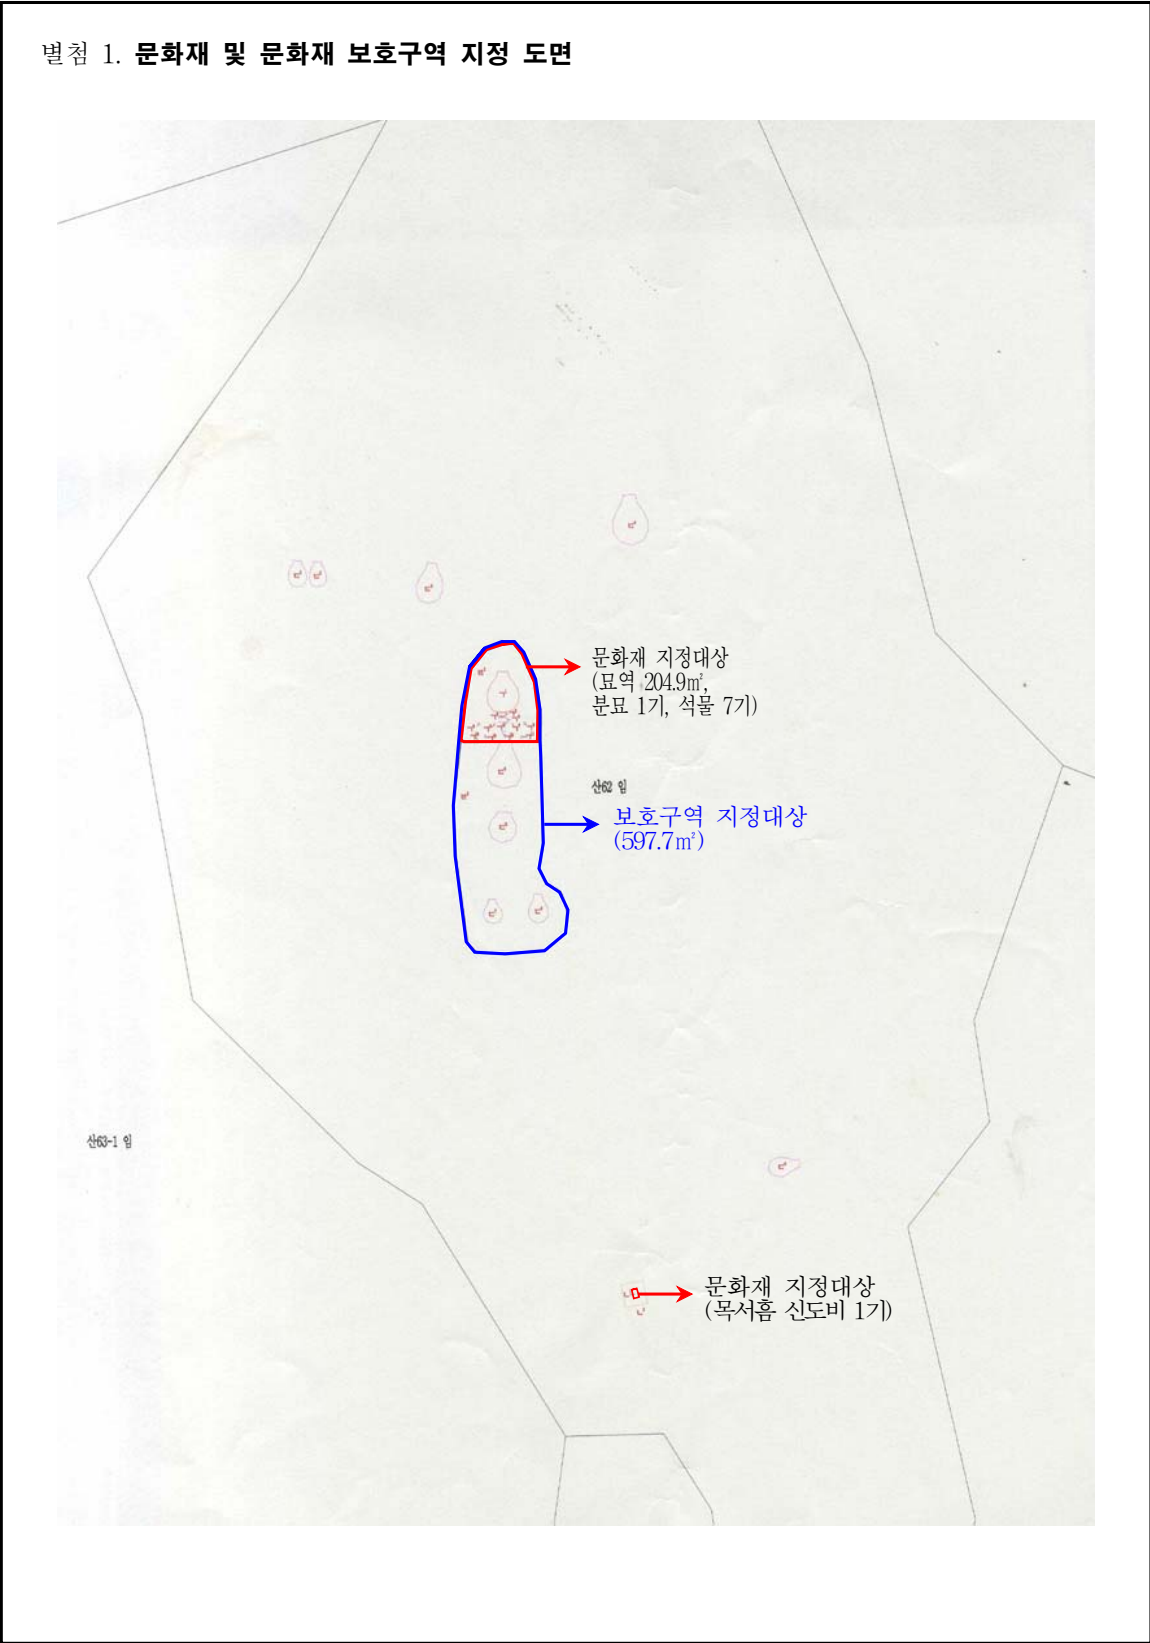 별첨 1. 문화재 및 문화재 보호구역 지정 도면
문화재 지정대상
(묘역 204.9㎡,
분묘 1기, 석물 7기)
산62 임
보호구역 지정대상
(597.7㎡)
산63-1 임
문화재 지정대상
(목서흠 신도비 1기)